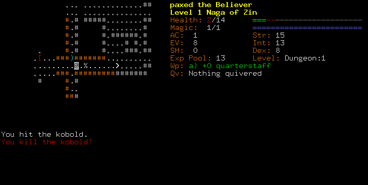 paxed the Believer
Level 1 Naga of Zin
Health: 8/14
Magic: 1/1
AC: 1 Str: 15
EV: 8 Int: 13
SH: 0 Dex: 8
Exp Pool: 13 Level: Dungeon:1
Wp: a) +0 quarterstaff
Qv: Nothing quivered
You hit the kobold.
You kill the kobold!